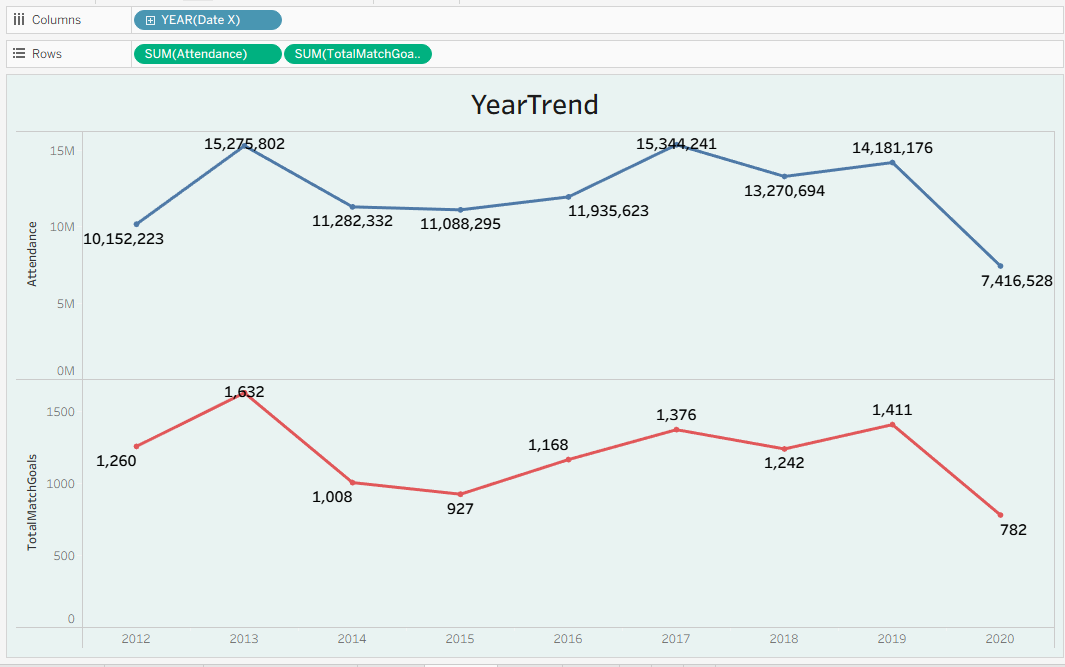 Columns
YEAR(Date X)
Rows
SUM(Attendance)
SUM(TotalMatchGoa..
YearTrend
Attendance
15M
10M
5M
0M
10,152,223
15,275,802
11,282,332
11,088,295
11,935,623
15,344,241
13,270,694
14,181,176
7,416,528
TotalMatchGoals
1500
1000
500
0
1,260
1,632
1,008
927
1,168
1,376
1,242
1,411
782
2012
2013
2014
2015
2016
2017
2018
2019
2020